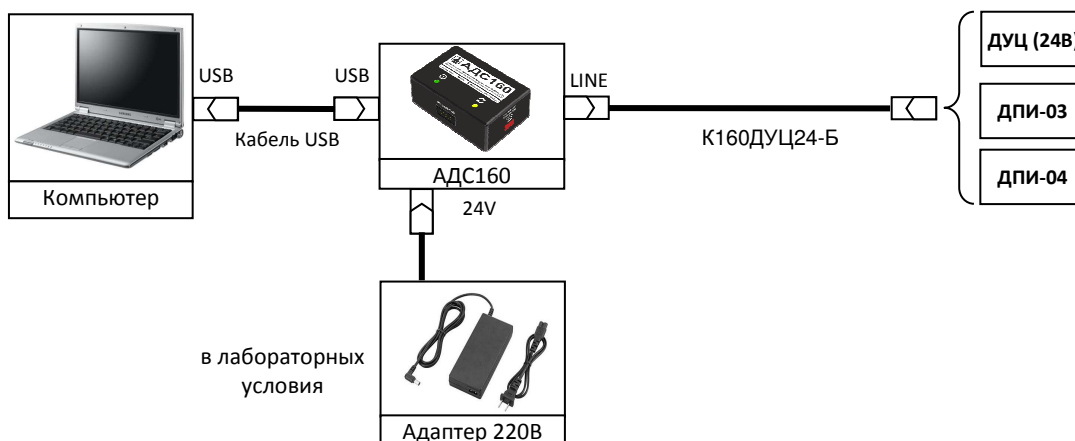 USB
USB
LINE
ДУЦ (24В)
ДПИ-03
ДПИ-04
АДС160
Кабель USB
К160ДУЦ24-Б
Компьютер
АДС160
24V
в лабораторных
условия
Адаптер 220В